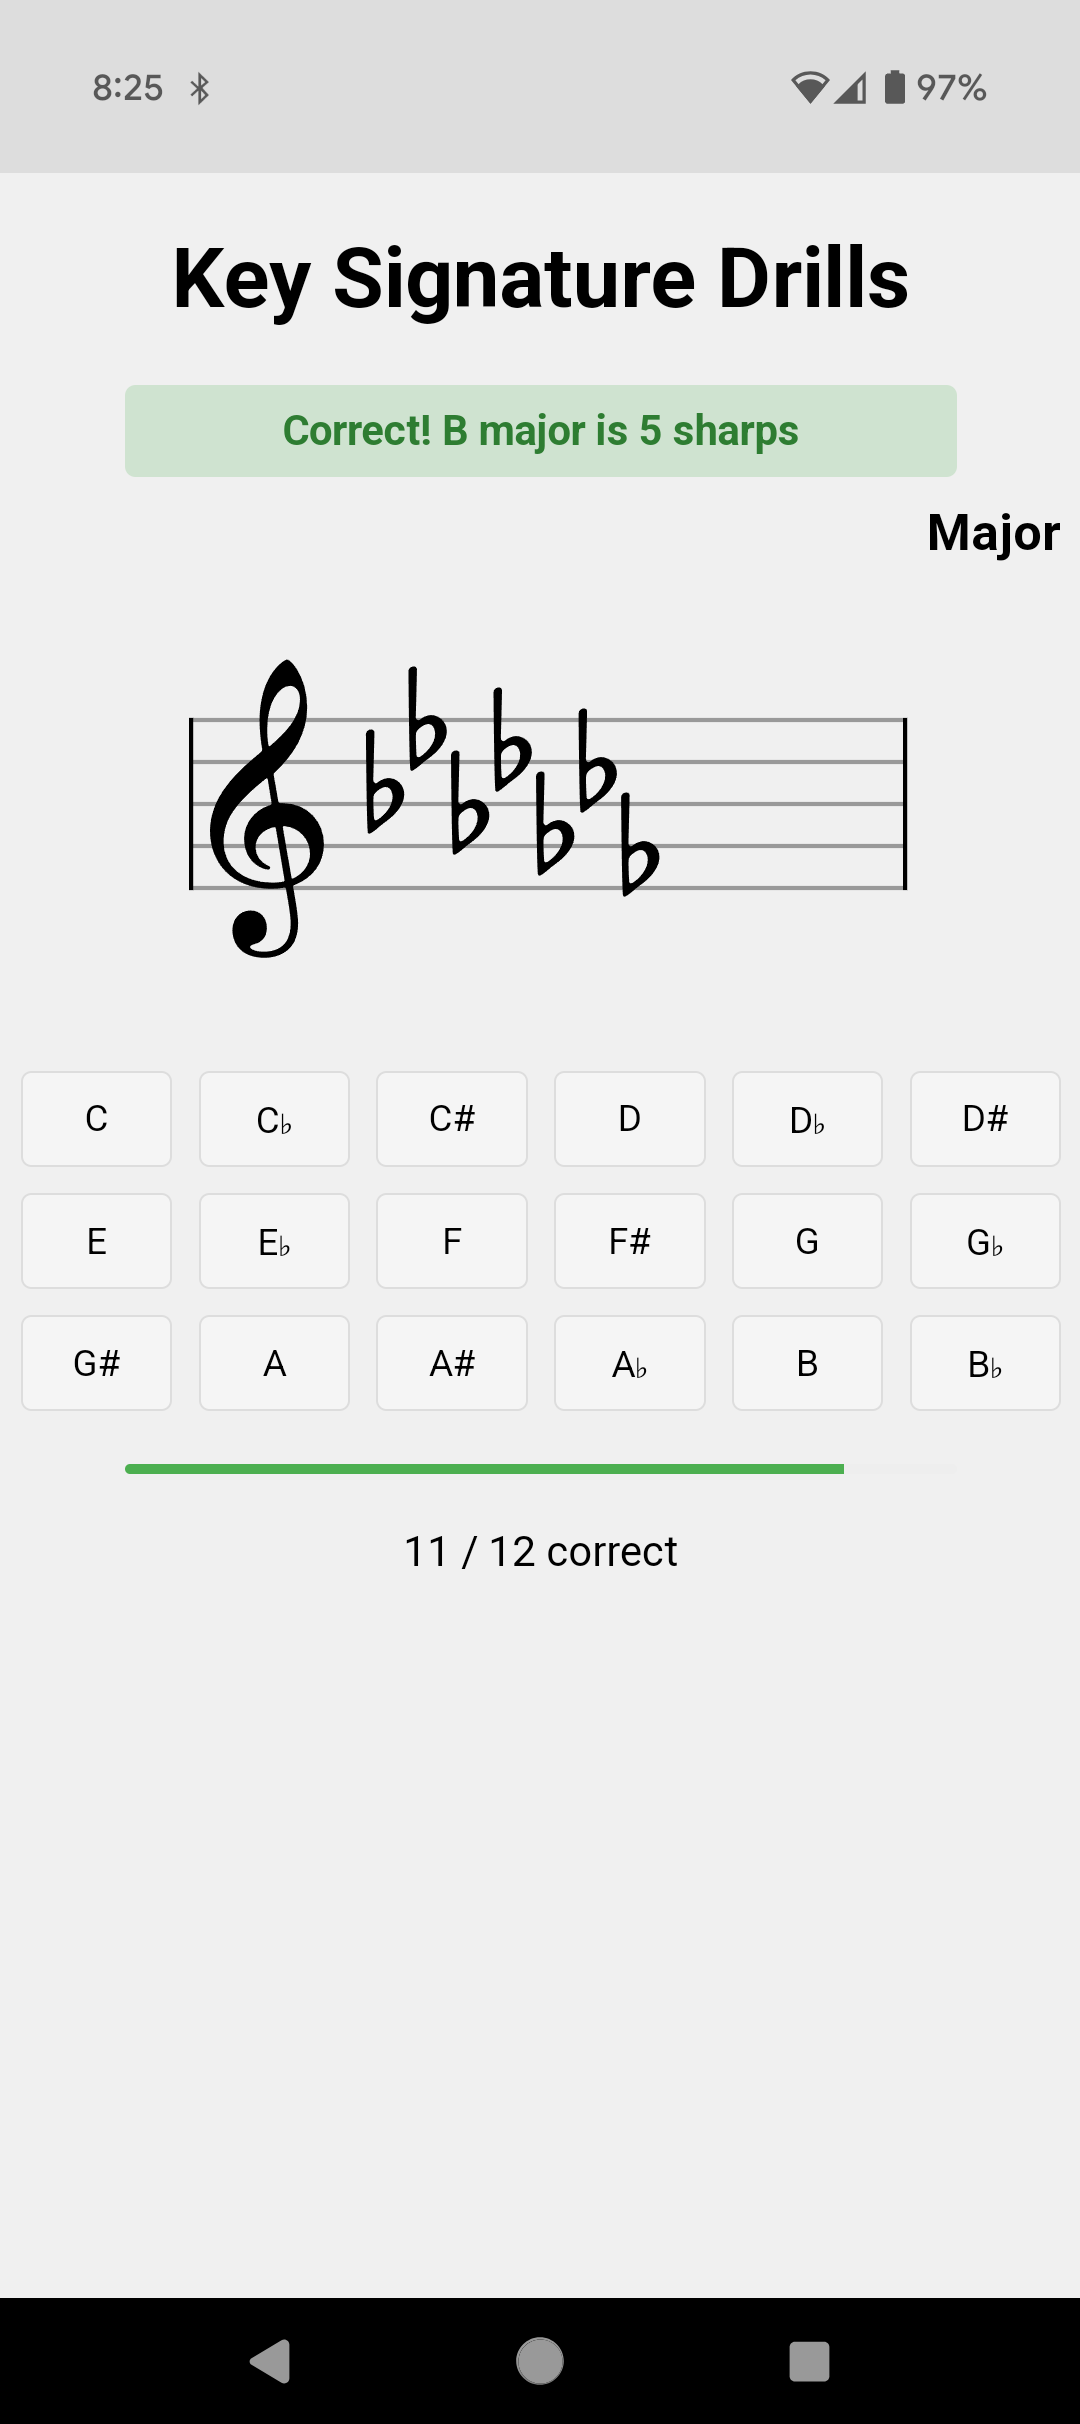 8:25 97%
Key Signature Drills
Correct! B major is 5 sharps
Major
C C♭ C# D D♭ D#
E E♭ F F# G G♭
G# A A# A♭ B B♭
11 / 12 correct